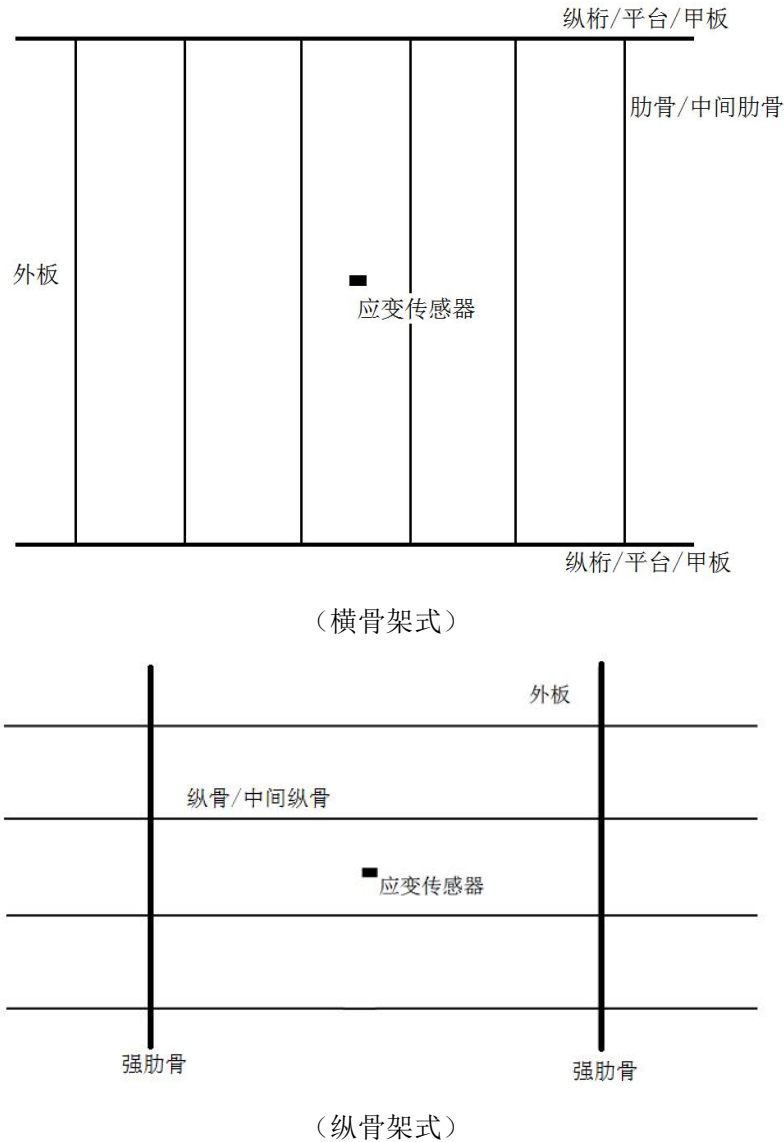 纵桁/平台/甲板
肋骨/中间肋骨
外板
应变传感器
纵桁/平台/甲板
（横骨架式）
外板
纵骨/中间纵骨
应变传感器
强肋骨
强肋骨
（纵骨架式）